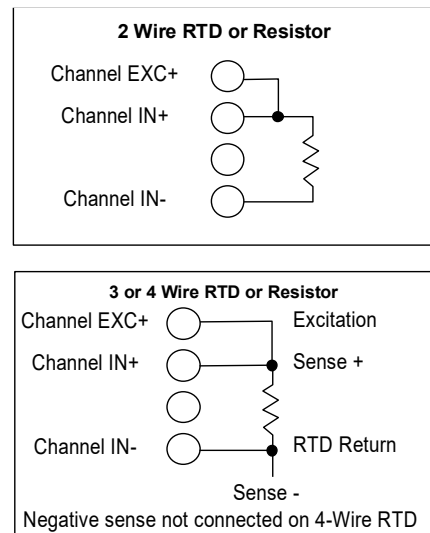 2 Wire RTD or Resistor
Channel EXC+
Channel IN+
Channel IN-
3 or 4 Wire RTD or Resistor
Channel EXC+ Excitation
Channel IN+ Sense +
Channel IN- RTD Return
Sense -
Negative sense not connected on 4-Wire RTD